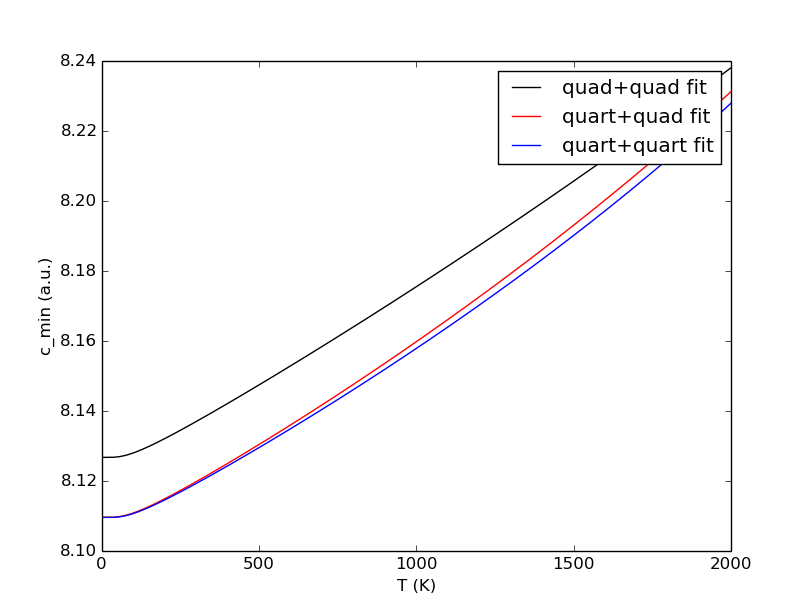 8.24
8.22
8.20
8.18
8.16
8.14
8.12
8.10
c_min (a.u.)
quad+quad fit
quart+quad fit
quart+quart fit
0 500 1000 1500 2000
T (K)